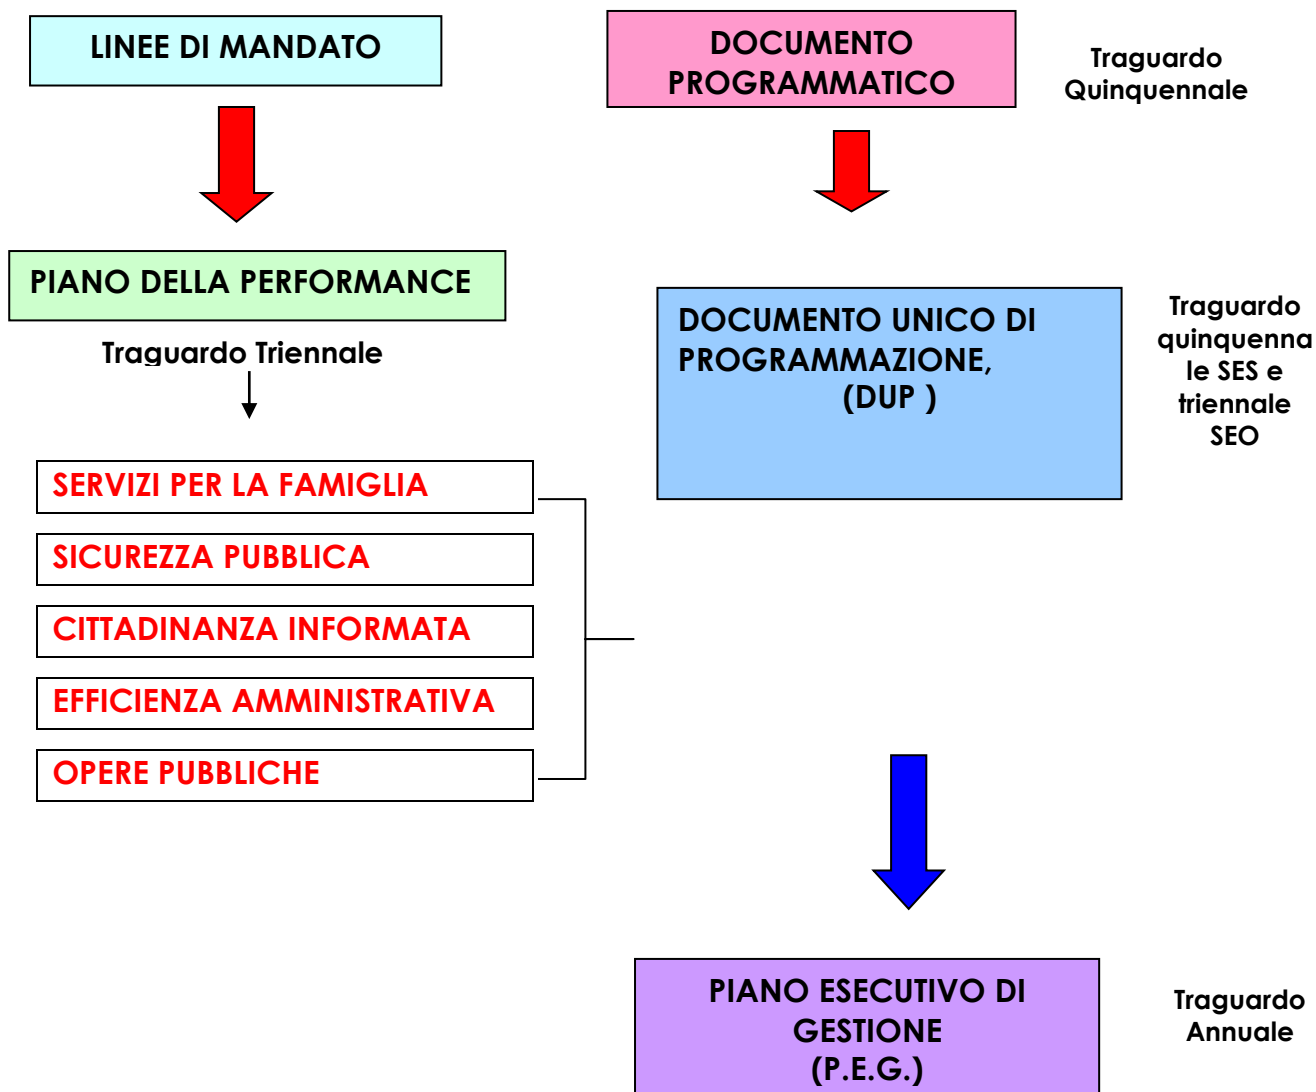 LINEE DI MANDATO
DOCUMENTO
PROGRAMMATICO
Traguardo
Quinquennale
PIANO DELLA PERFORMANCE
Traguardo Triennale
DOCUMENTO UNICO DI
PROGRAMMAZIONE,
(DUP )
Traguardo
quinquenna
le SES e
triennale
SEO
SERVIZI PER LA FAMIGLIA
SICUREZZA PUBBLICA
CITTADINANZA INFORMATA
EFFICIENZA AMMINISTRATIVA
OPERE PUBBLICHE
PIANO ESECUTIVO DI
GESTIONE
(P.E.G.)
Traguardo
Annuale